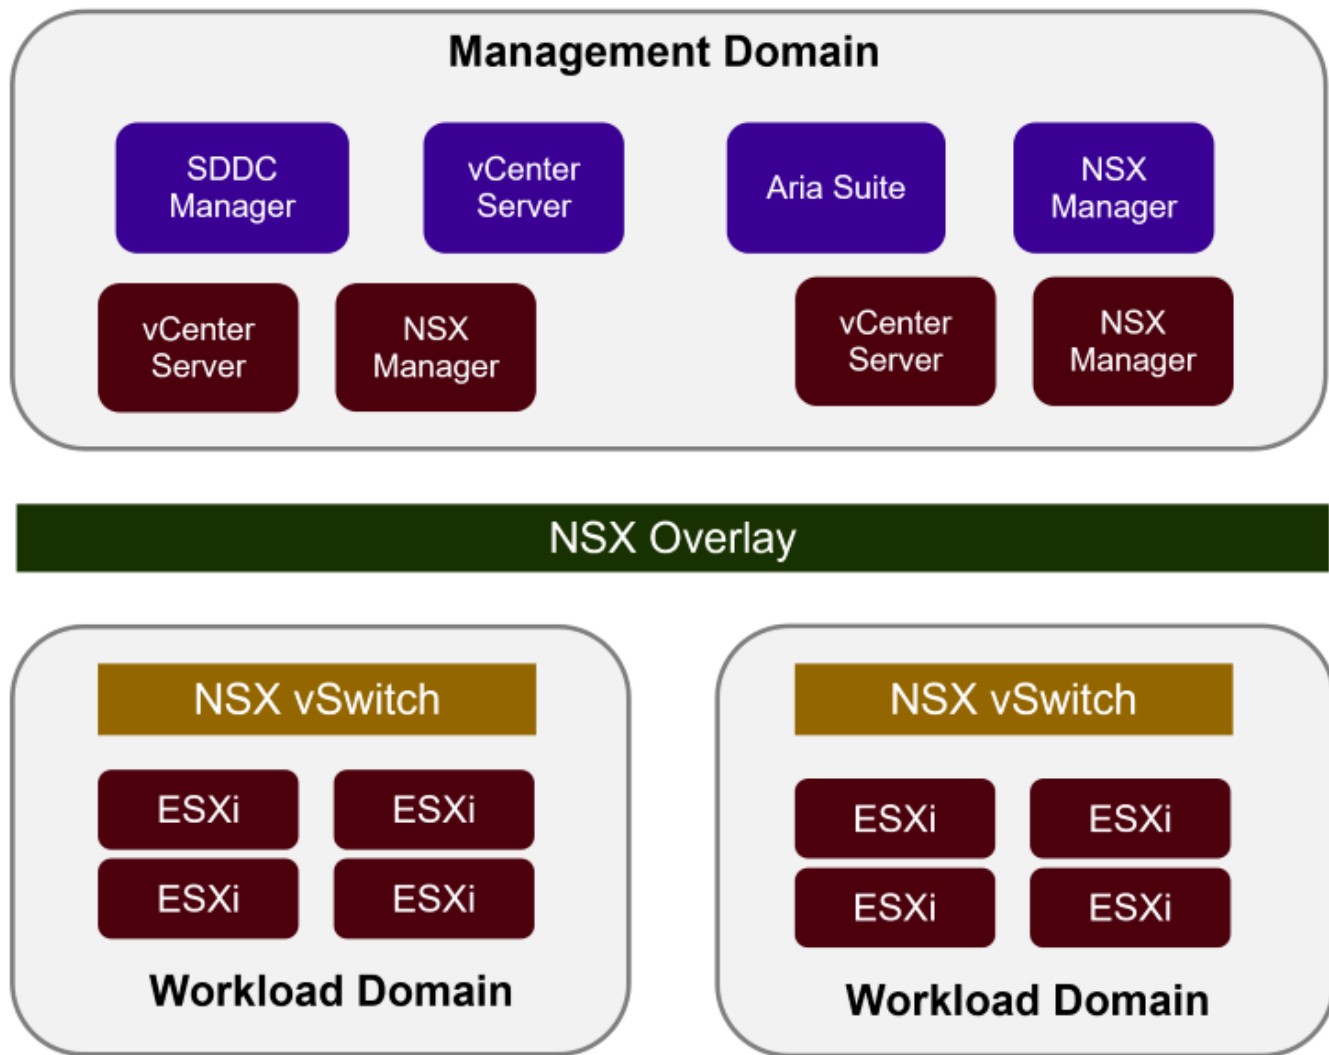 Management Domain
SDDC
Manager
vCenter
Server
Aria Suite
NSX
Manager
vCenter
Server
NSX
Manager
vCenter
Server
NSX
Manager
NSX Overlay
NSX vSwitch
ESXi
ESXi
ESXi
ESXi
Workload Domain
NSX vSwitch
ESXi
ESXi
ESXi
ESXi
Workload Domain